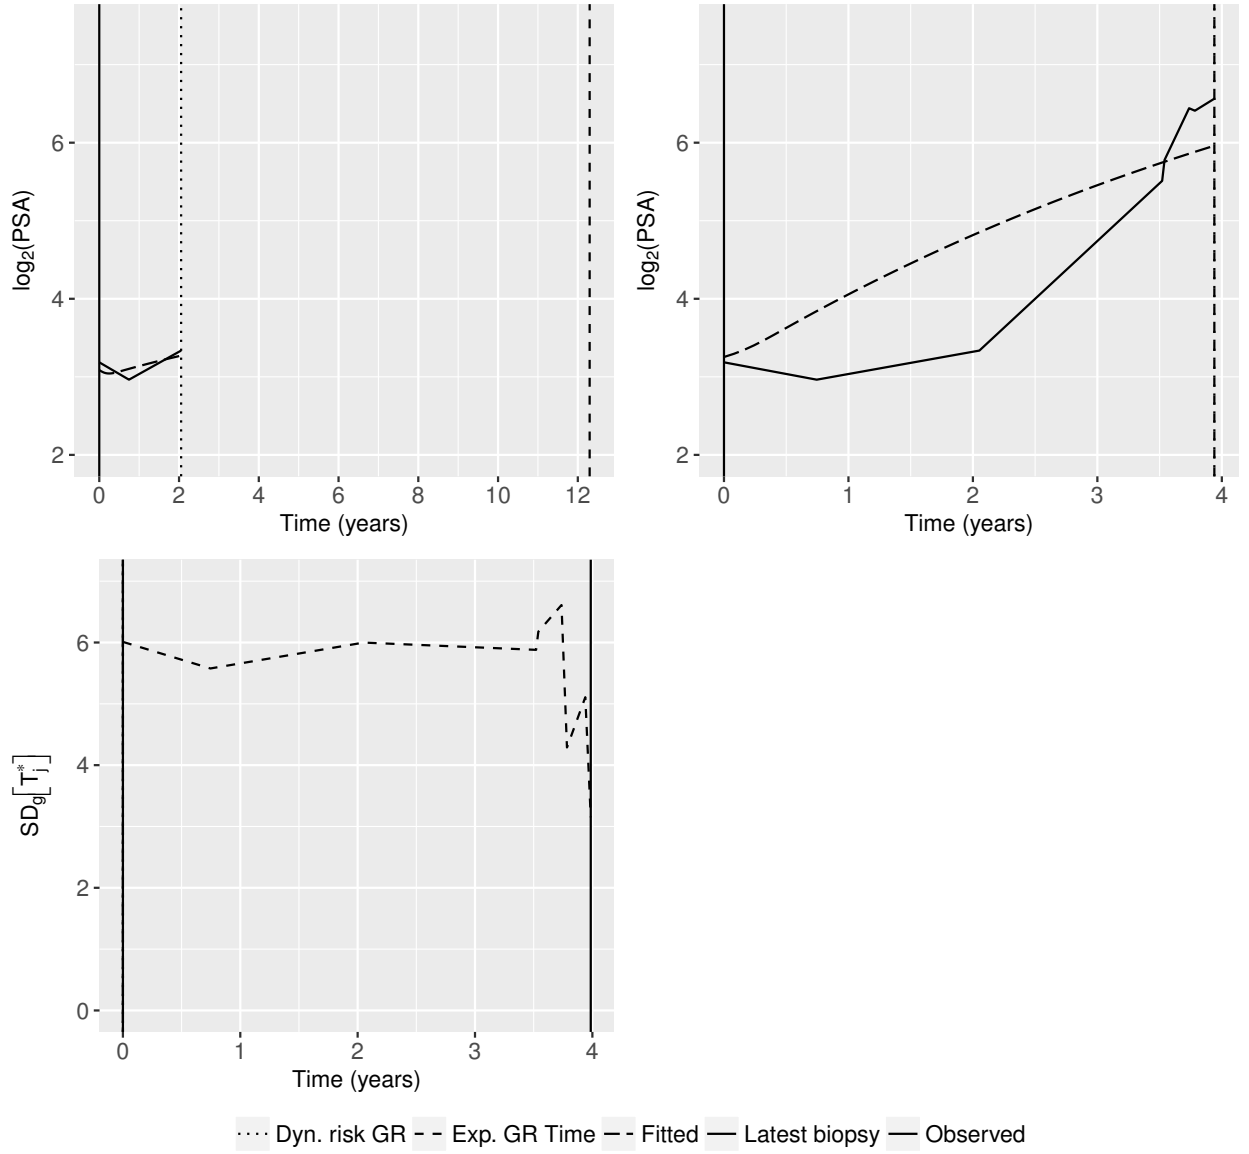 log₂(PSA)
6
4
2
0 2 4 6 8 10 12
Time (years)
log₂(PSA)
6
4
2
0 1 2 3 4
Time (years)
SD_g[T_j^*]
6
4
2
0
0 1 2 3 4
Time (years)
Dyn. risk GR Exp. GR Time Fitted Latest biopsy Observed